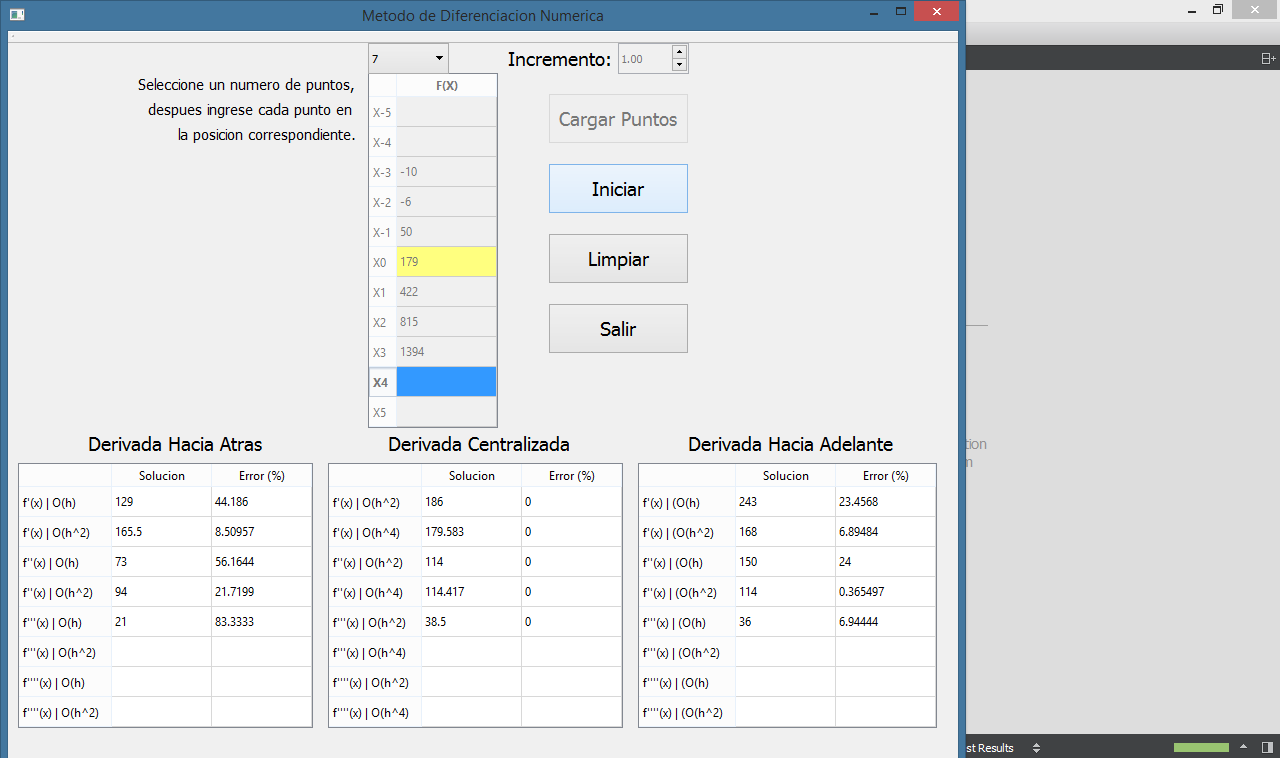 Metodo de Diferenciacion Numerica
7
Incremento: 1.00
Seleccione un numero de puntos,
despues ingrese cada punto en
la posicion correspondiente.
F(X)
X-5
X-4
X-3 -10
X-2 -6
X-1 50
X0 179
X1 422
X2 815
X3 1394
X4
X5
Cargar Puntos
Iniciar
Limpiar
Salir
Derivada Hacia Atras
Solucion Error (%)
f'(x) | O(h) 129 44.186
f'(x) | O(h^2) 165.5 8.50957
f''(x) | O(h) 73 56.1644
f''(x) | O(h^2) 94 21.7199
f'''(x) | O(h) 21 83.3333
f'''(x) | O(h^2)
f''''(x) | O(h)
f''''(x) | O(h^2)
Derivada Centralizada
Solucion Error (%)
f'(x) | O(h^2) 186 0
f'(x) | O(h^4) 179.583 0
f''(x) | O(h^2) 114 0
f''(x) | O(h^4) 114.417 0
f'''(x) | O(h^2) 38.5 0
f'''(x) | O(h^4)
f''''(x) | O(h^2)
f''''(x) | O(h^4)
Derivada Hacia Adelante
Solucion Error (%)
f'(x) | (O(h) 243 23.4568
f'(x) | (O(h^2) 168 6.89484
f''(x) | (O(h) 150 24
f''(x) | (O(h^2) 114 0.365497
f'''(x) | (O(h) 36 6.94444
f'''(x) | (O(h^2)
f''''(x) | (O(h)
f''''(x) | (O(h^2)
tion
st Results